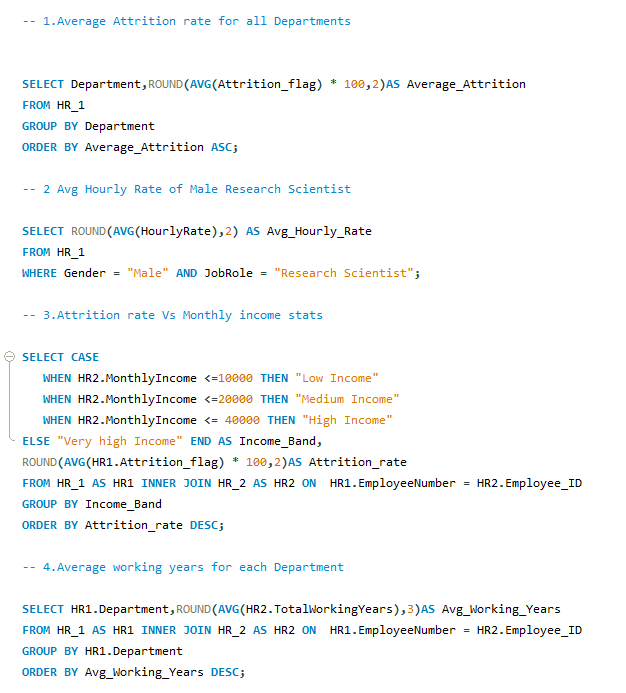 -- 1.Average Attrition rate for all Departments
SELECT Department,ROUND(AVG(Attrition_flag) * 100,2)AS Average_Attrition
FROM HR_1
GROUP BY Department
ORDER BY Average_Attrition ASC;
-- 2 Avg Hourly Rate of Male Research Scientist
SELECT ROUND(AVG(HourlyRate),2) AS Avg_Hourly_Rate
FROM HR_1
WHERE Gender = "Male" AND JobRole = "Research Scientist";
-- 3.Attrition rate Vs Monthly income stats
SELECT CASE
WHEN HR2.MonthlyIncome <=10000 THEN "Low Income"
WHEN HR2.MonthlyIncome <=20000 THEN "Medium Income"
WHEN HR2.MonthlyIncome <= 40000 THEN "High Income"
ELSE "Very high Income" END AS Income_Band,
ROUND(AVG(HR1.Attrition_flag) * 100,2)AS Attrition_rate
FROM HR_1 AS HR1 INNER JOIN HR_2 AS HR2 ON  HR1.EmployeeNumber = HR2.Employee_ID
GROUP BY Income_Band
ORDER BY Attrition_rate DESC;
-- 4.Average working years for each Department
SELECT HR1.Department,ROUND(AVG(HR2.TotalWorkingYears),3)AS Avg_Working_Years
FROM HR_1 AS HR1 INNER JOIN HR_2 AS HR2 ON  HR1.EmployeeNumber = HR2.Employee_ID
GROUP BY HR1.Department
ORDER BY Avg_Working_Years DESC;